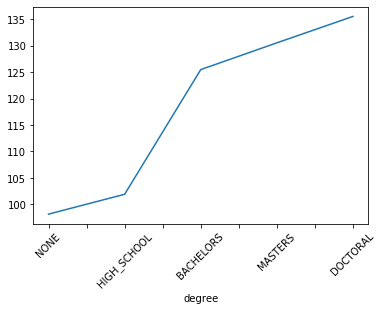 135
130
125
120
115
110
105
100
NONE
HIGH_SCHOOL
BACHELORS
MASTERS
DOCTORAL
degree